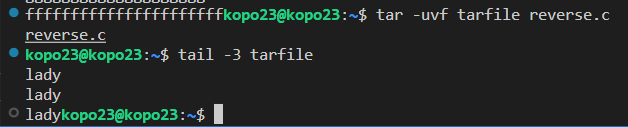 ffffffffffffffffffffffkopo23@kopo23:~$ tar -uvf tarfile reverse.c
reverse.c
kopo23@kopo23:~$ tail -3 tarfile
lady
lady
ladykopo23@kopo23:~$